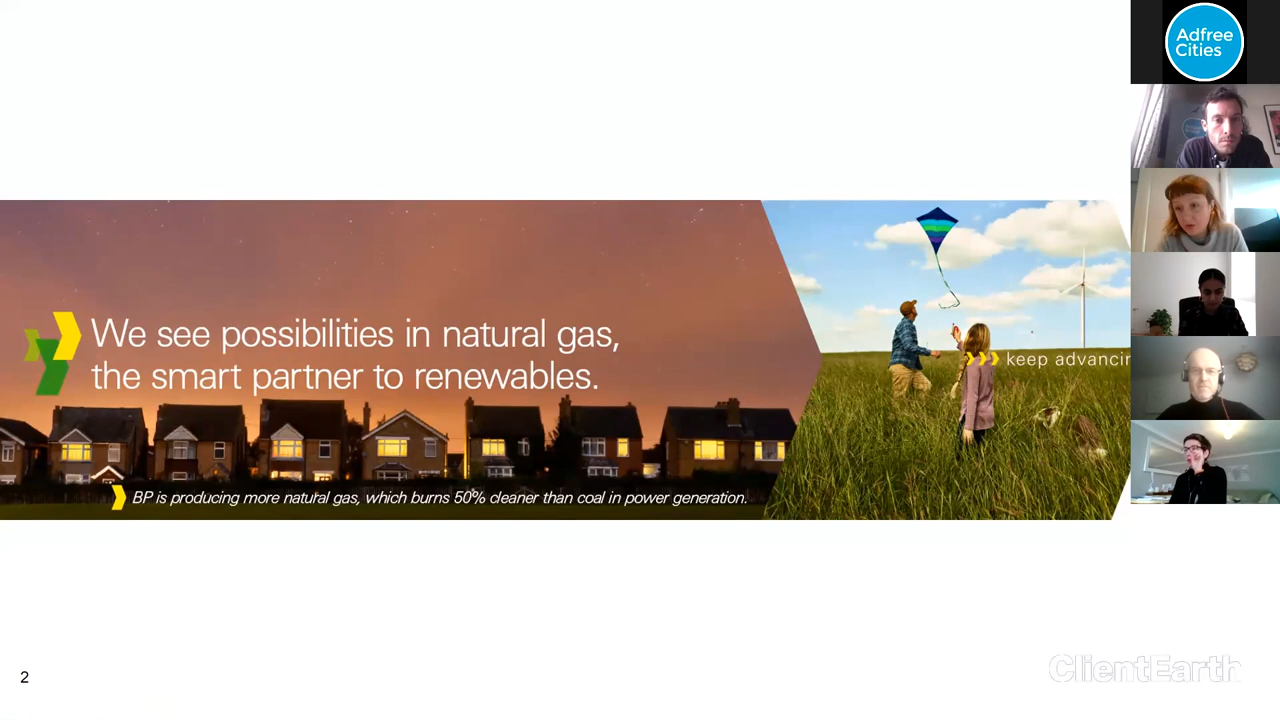 Adfree
Cities
We see possibilities in natural gas,
the smart partner to renewables.
keep advancin
BP is producing more natural gas, which burns 50% cleaner than coal in power generation.
2
ClientEarth